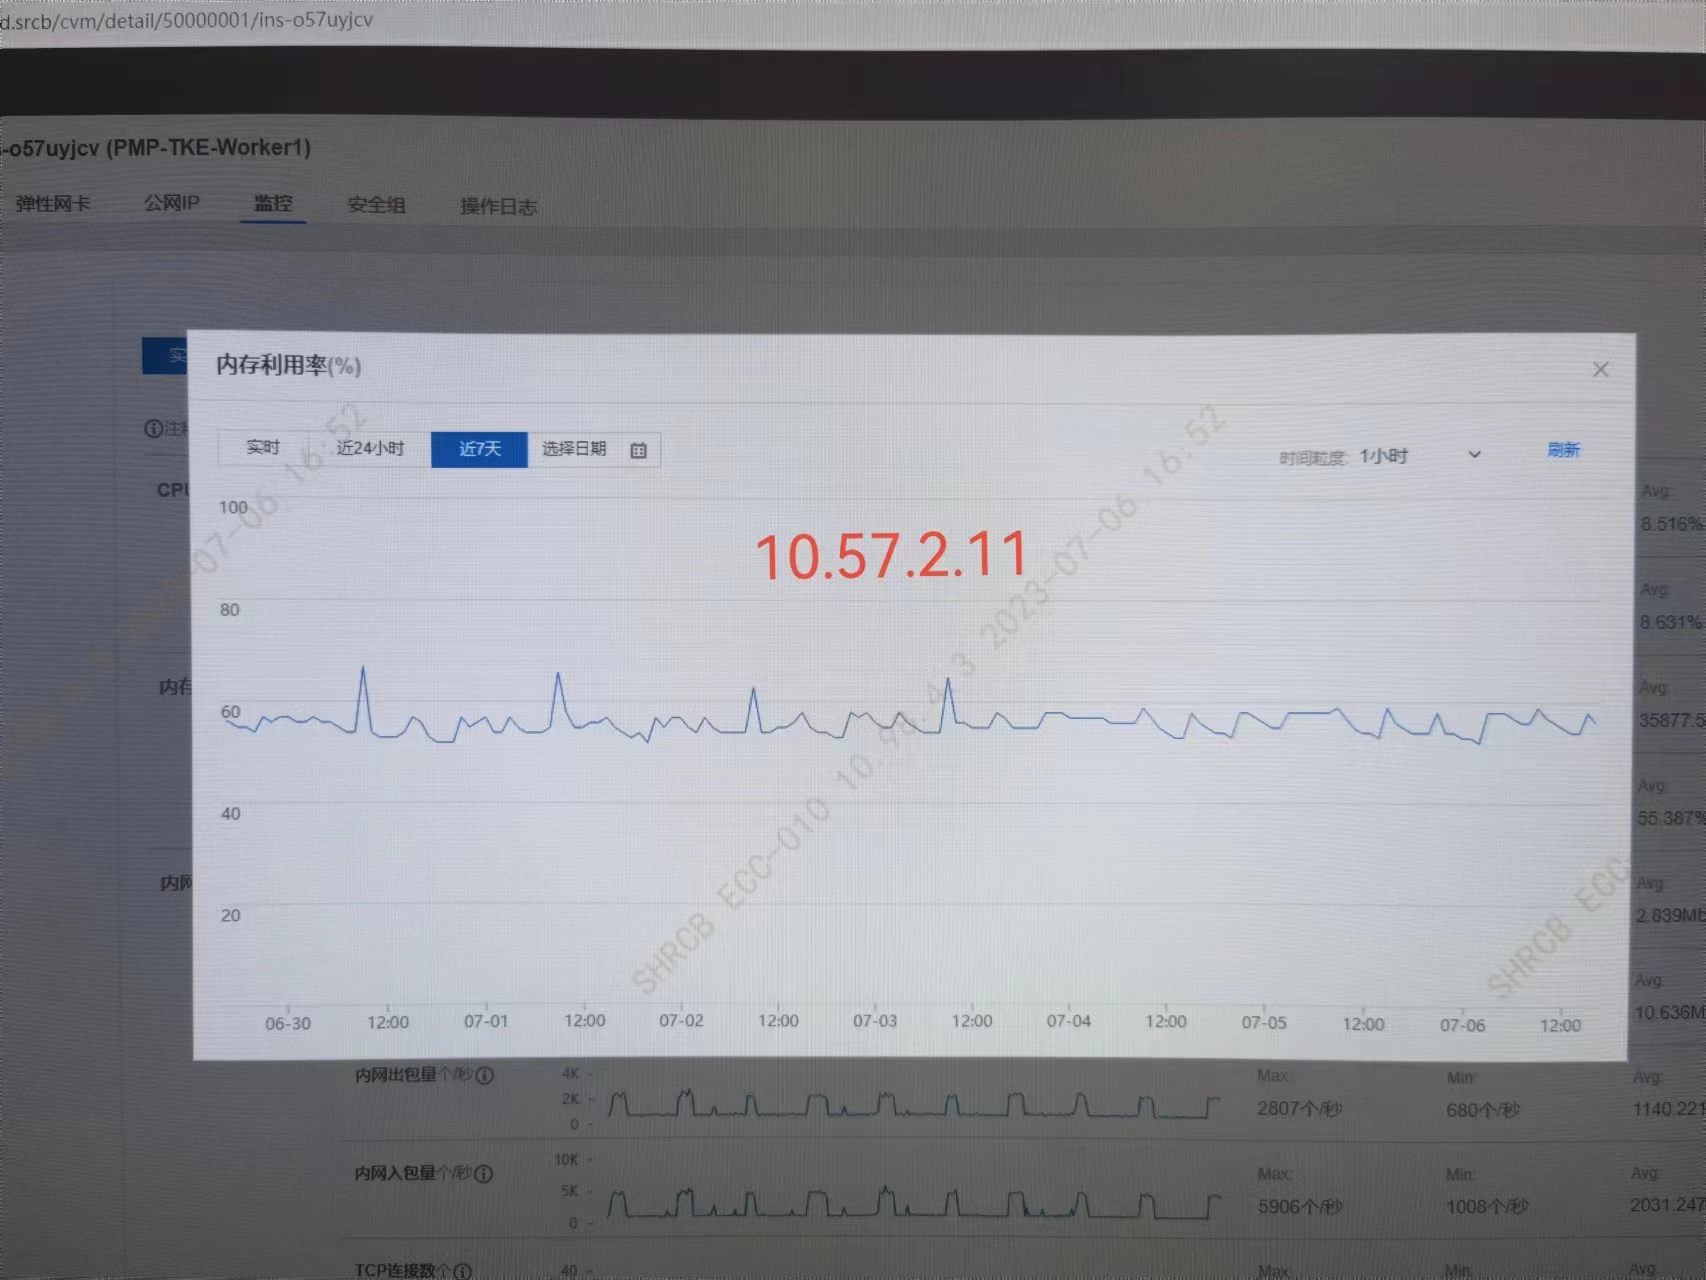 d.srcb/cvm/detail/50000001/ins-o57uyjcv
-o57uyjcv (PMP-TKE-Worker1)
弹性网卡 公网IP 监控 安全组 操作日志
实
内存利用率(%)
注释
实时 近24小时 近7天 选择日期
时间粒度: 1小时 刷新
CPU
100
80
60
40
20
10.57.2.11
内存
内网
06-30 12:00 07-01 12:00 07-02 12:00 07-03 12:00 07-04 12:00 07-05 12:00 07-06 12:00
Avg:
8.516%
Avg:
8.631%
Avg:
35877.5
Avg:
55.387%
Avg:
2.839Mb
Avg:
10.636M
07-06 16:52
SHRCB ECC-010 2023-07-06 16:52
SHRCB ECC
内网出包量个/秒
4K
2K
0
Max: Min: Avg:
2807个/秒 680个/秒 1140.221
内网入包量个/秒
10K
5K
0
Max: Min: Avg:
5906个/秒 1008个/秒 2031.247
TCP连接数个
40
Max: Min: Avg: